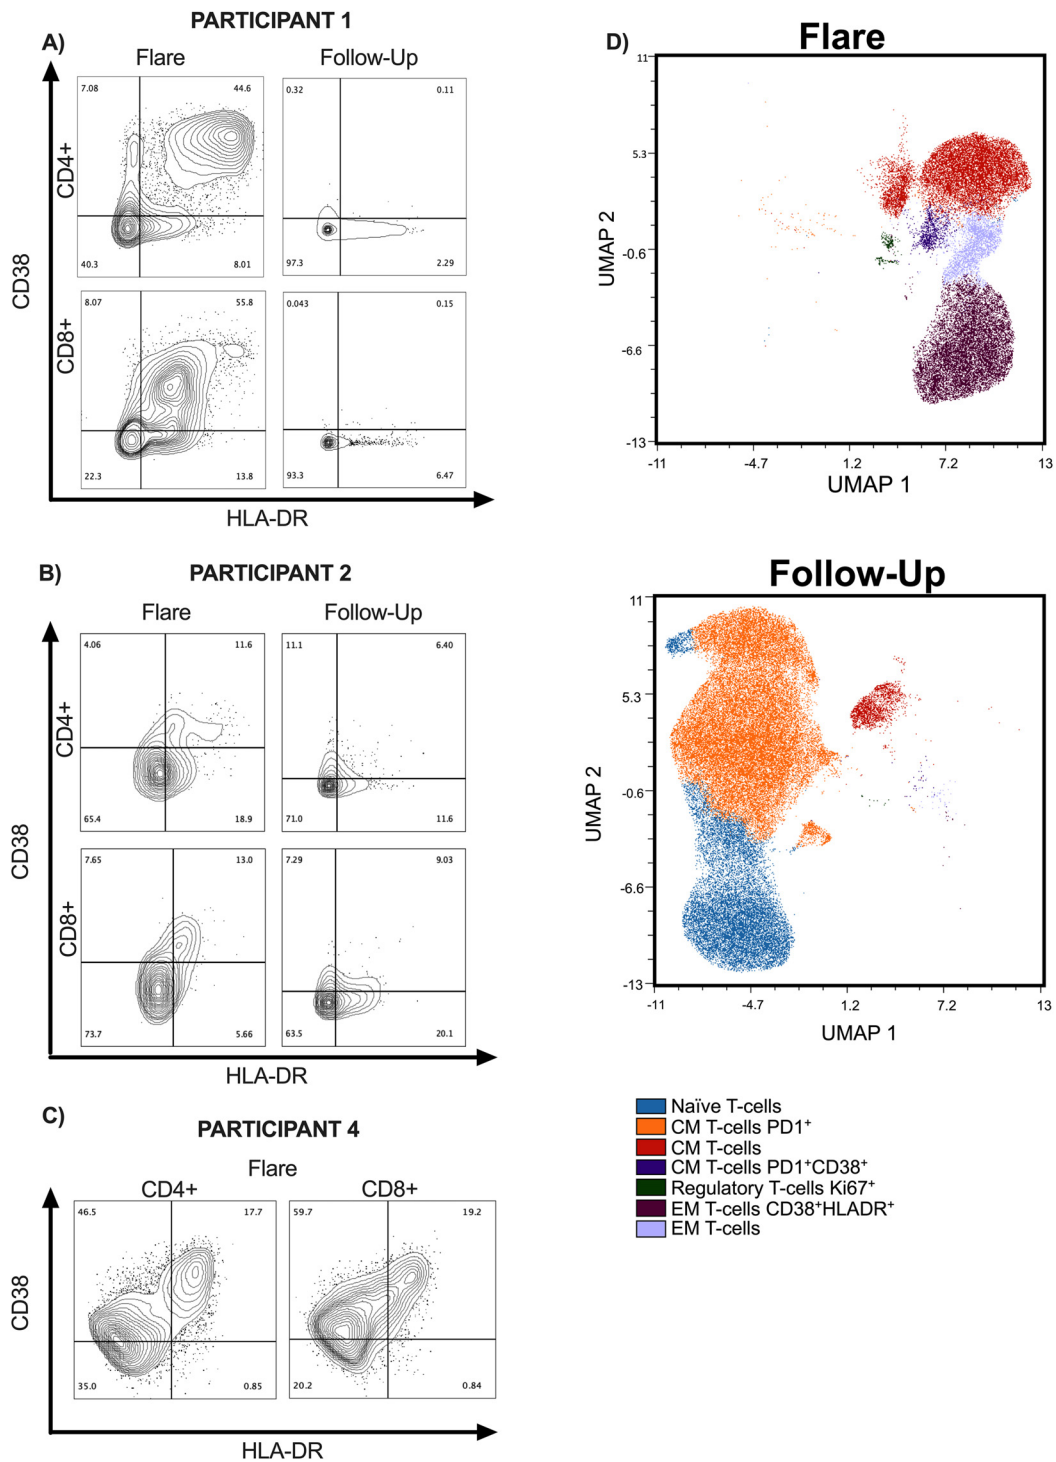 PARTICIPANT 1
A)
Flare
Follow-Up
CD38
CD4+
7.08
44.6
40.3
8.01
0.32
0.11
97.3
2.29
CD8+
8.07
55.8
22.3
13.8
0.043
0.15
93.3
6.47
HLA-DR
B)
PARTICIPANT 2
Flare
Follow-Up
CD38
CD4+
4.06
11.6
65.4
18.9
11.1
6.40
71.0
11.6
CD8+
7.65
13.0
73.7
5.66
7.29
9.03
63.5
20.1
HLA-DR
C)
PARTICIPANT 4
Flare
CD4+
CD8+
CD38
46.5
17.7
35.0
0.85
59.7
19.2
20.2
0.84
HLA-DR
D)
Flare
11
5.3
-0.6
-6.6
-13
UMAP 2
-11
-4.7
1.2
7.2
13
UMAP 1
Follow-Up
11
5.3
-0.6
-6.6
-13
UMAP 2
-11
-4.7
1.2
7.2
13
UMAP 1
Naïve T-cells
CM T-cells PD1⁺
CM T-cells
CM T-cells PD1⁺CD38⁺
Regulatory T-cells Ki67⁺
EM T-cells CD38⁺HLADR⁺
EM T-cells